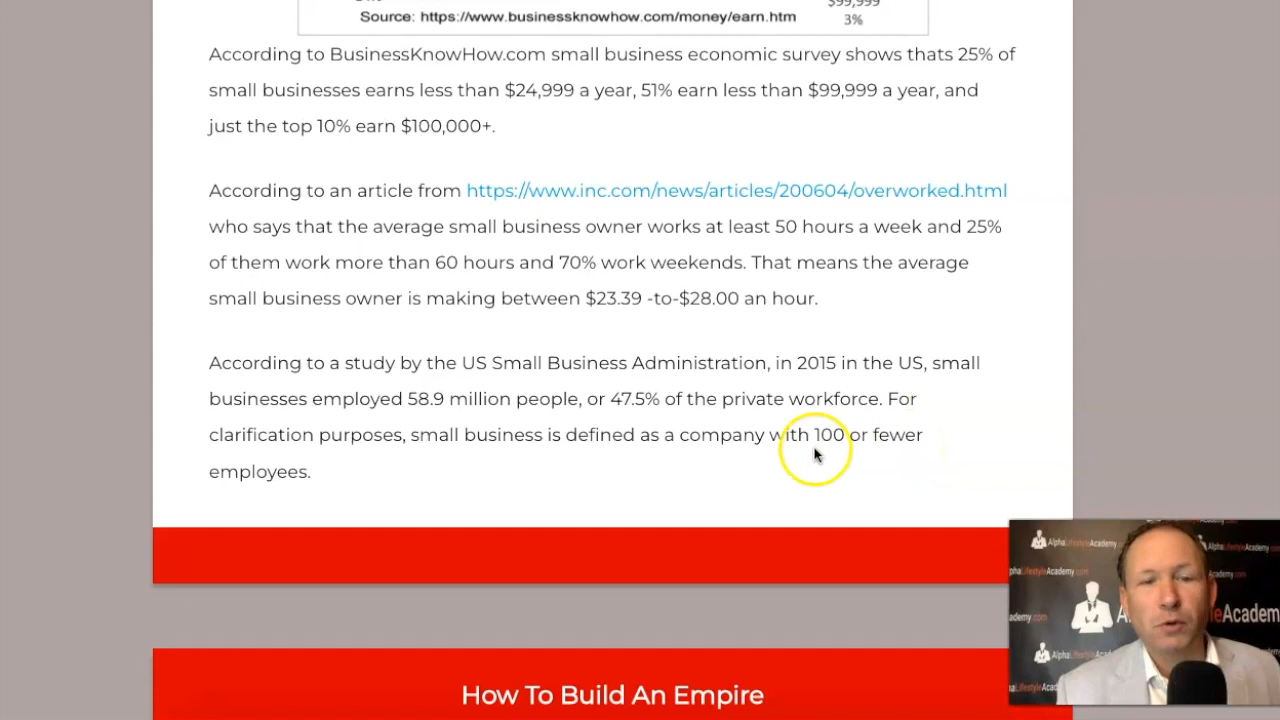 $99,999
Source: https://www.businessknowhow.com/money/earn.htm
3%
According to BusinessKnowHow.com small business economic survey shows thats 25% of
small businesses earns less than $24,999 a year, 51% earn less than $99,999 a year, and
just the top 10% earn $100,000+.
According to an article from https://www.inc.com/news/articles/200604/overworked.html
who says that the average small business owner works at least 50 hours a week and 25%
of them work more than 60 hours and 70% work weekends. That means the average
small business owner is making between $23.39 -to-$28.00 an hour.
According to a study by the US Small Business Administration, in 2015 in the US, small
businesses employed 58.9 million people, or 47.5% of the private workforce. For
clarification purposes, small business is defined as a company with 100 or fewer
employees.
AlphaLifestyleAcademy.com
How To Build An Empire